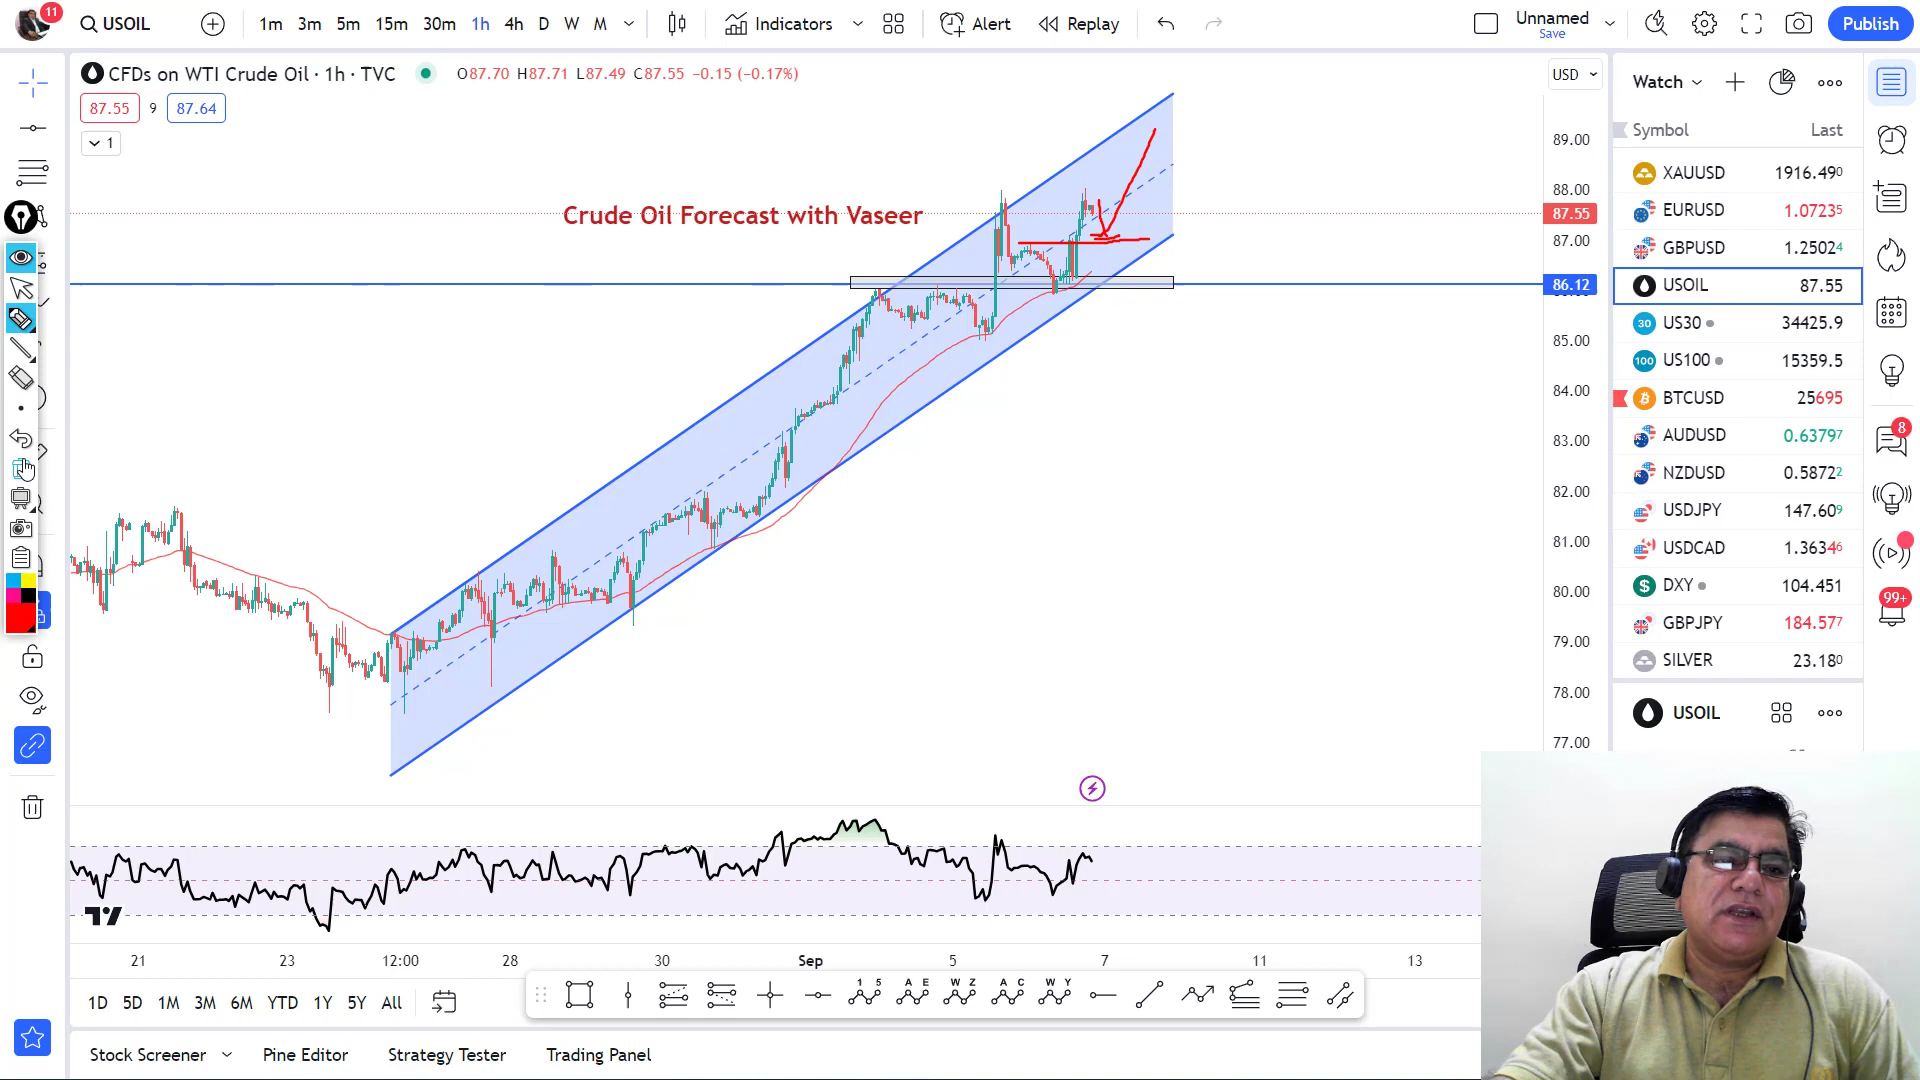 11
USOIL
1m 3m 5m 15m 30m 1h 4h D W M
Indicators
Alert
Replay
Unnamed
Save
Publish
CFDs on WTI Crude Oil · 1h · TVC
O87.70 H87.71 L87.49 C87.55 −0.15 (−0.17%)
USD
87.55 9 87.64
1
Crude Oil Forecast with Vaseer
89.00
88.00
87.55
87.00
86.12
85.00
84.00
83.00
82.00
81.00
80.00
79.00
78.00
77.00
Watch
Symbol Last
XAUUSD 1916.490
EURUSD 1.07235
GBPUSD 1.25024
USOIL 87.55
30 US30 34425.9
100 US100 15359.5
BTCUSD 25695
AUDUSD 0.63797
NZDUSD 0.58722
USDJPY 147.609
USDCAD 1.36346
$ DXY 104.451
GBPJPY 184.577
SILVER 23.180
USOIL
8
99+
21 23 12:00 28 30 Sep 5 7 11 13
1D 5D 1M 3M 6M YTD 1Y 5Y All
1 5 A E W Z A C W Y
Stock Screener
Pine Editor
Strategy Tester
Trading Panel